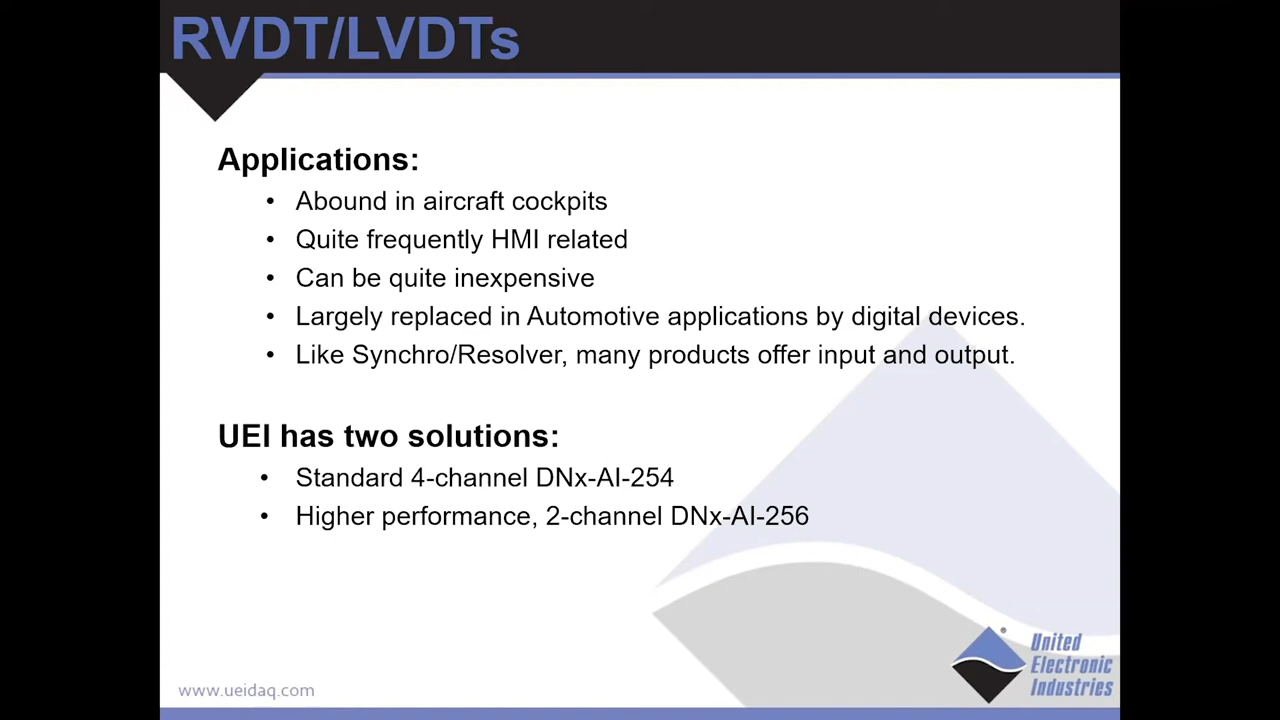 RVDT/LVDTs
Applications:
• Abound in aircraft cockpits
• Quite frequently HMI related
• Can be quite inexpensive
• Largely replaced in Automotive applications by digital devices.
• Like Synchro/Resolver, many products offer input and output.
UEI has two solutions:
• Standard 4-channel DNx-AI-254
• Higher performance, 2-channel DNx-AI-256
®
United
Electronic
Industries
www.ueidaq.com